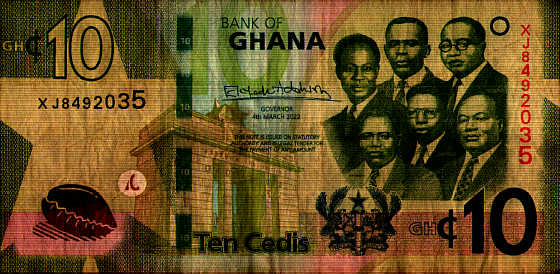 BANK OF
GHANA
GH¢10
XJ8492035
XJ8492035
GOVERNOR
4th MARCH 2022
THIS NOTE IS ISSUED ON STATUTORY
AUTHORITY AND IS LEGAL TENDER FOR
THE PAYMENT OF ANY AMOUNT
Ten Cedis
GH¢10